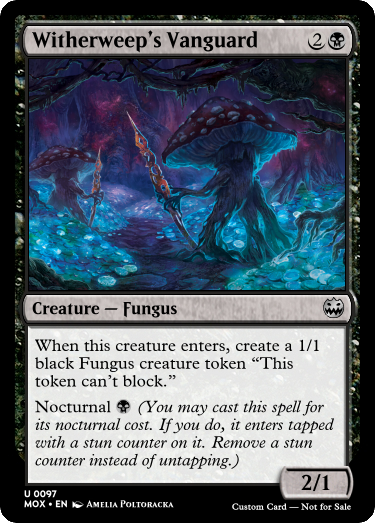 Witherweep's Vanguard 2
Creature — Fungus
When this creature enters, create a 1/1
black Fungus creature token “This
token can't block.”
Nocturnal (You may cast this spell for
its nocturnal cost. If you do, it enters tapped
with a stun counter on it. Remove a stun
counter instead of untapping.)
2/1
U 0097
MOX • EN Amelia Poltoracka
Custom Card — Not for Sale